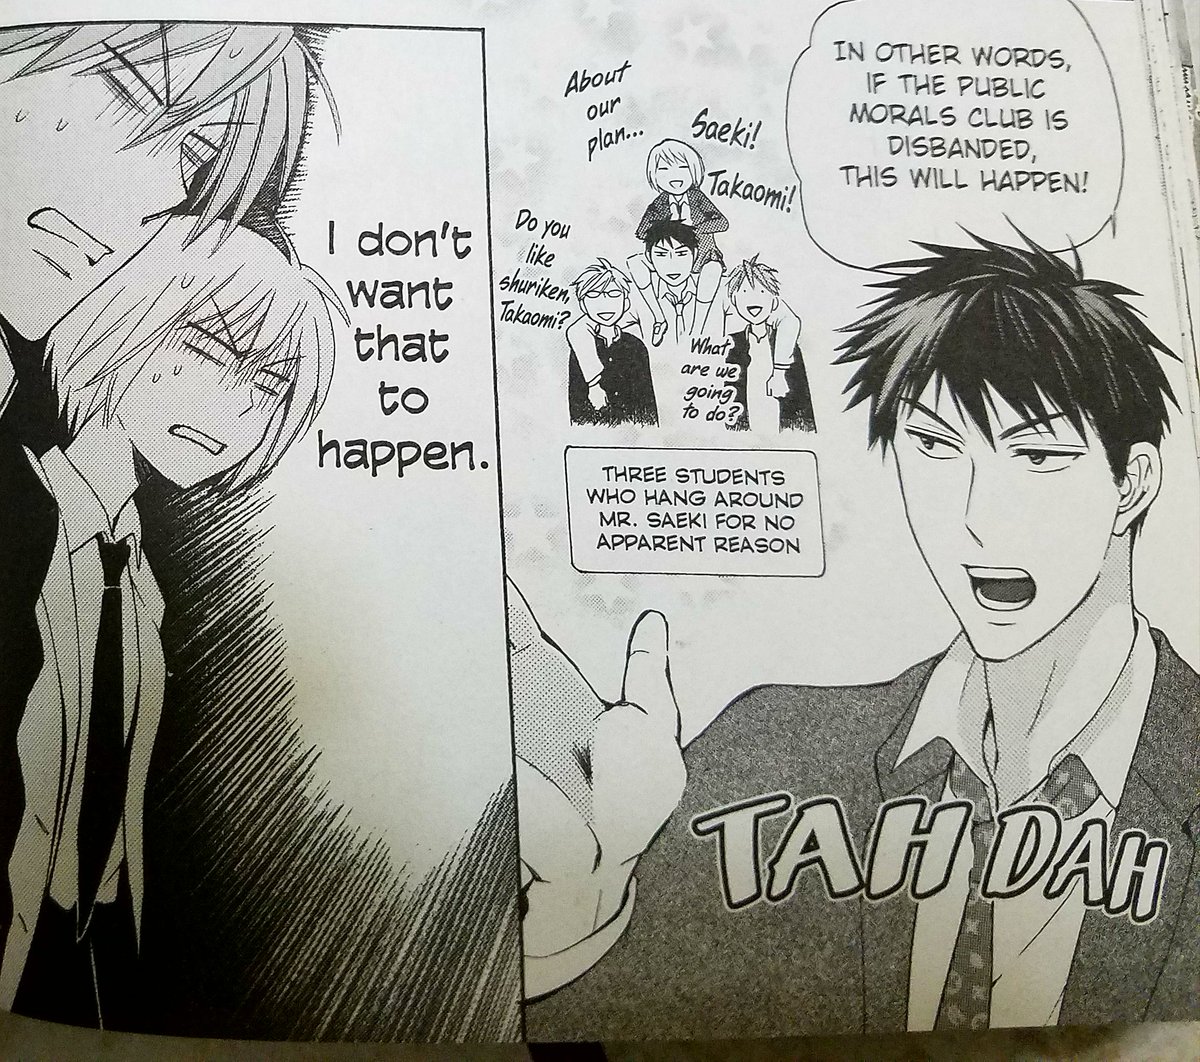 IN OTHER WORDS,
IF THE PUBLIC
MORALS CLUB IS
DISBANDED,
THIS WILL HAPPEN!
About
our
plan...
Saeki!
Takaomi!
Do you
like
shuriken,
Takaomi?
What
are we
going
to do?
THREE STUDENTS
WHO HANG AROUND
MR. SAEKI FOR NO
APPARENT REASON
TAH DAH
I don't
want
that
to
happen.